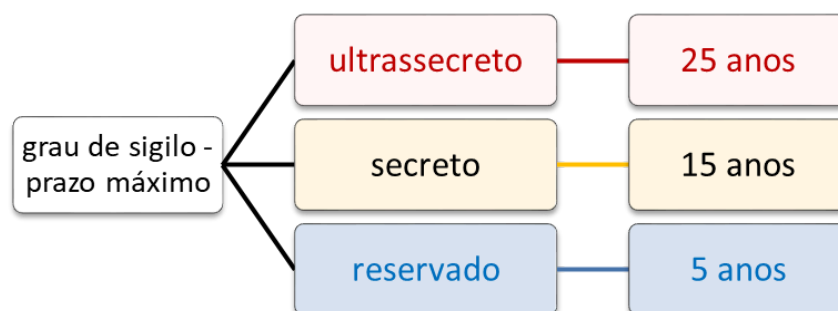 grau de sigilo -
prazo máximo
ultrassecreto
25 anos
secreto
15 anos
reservado
5 anos